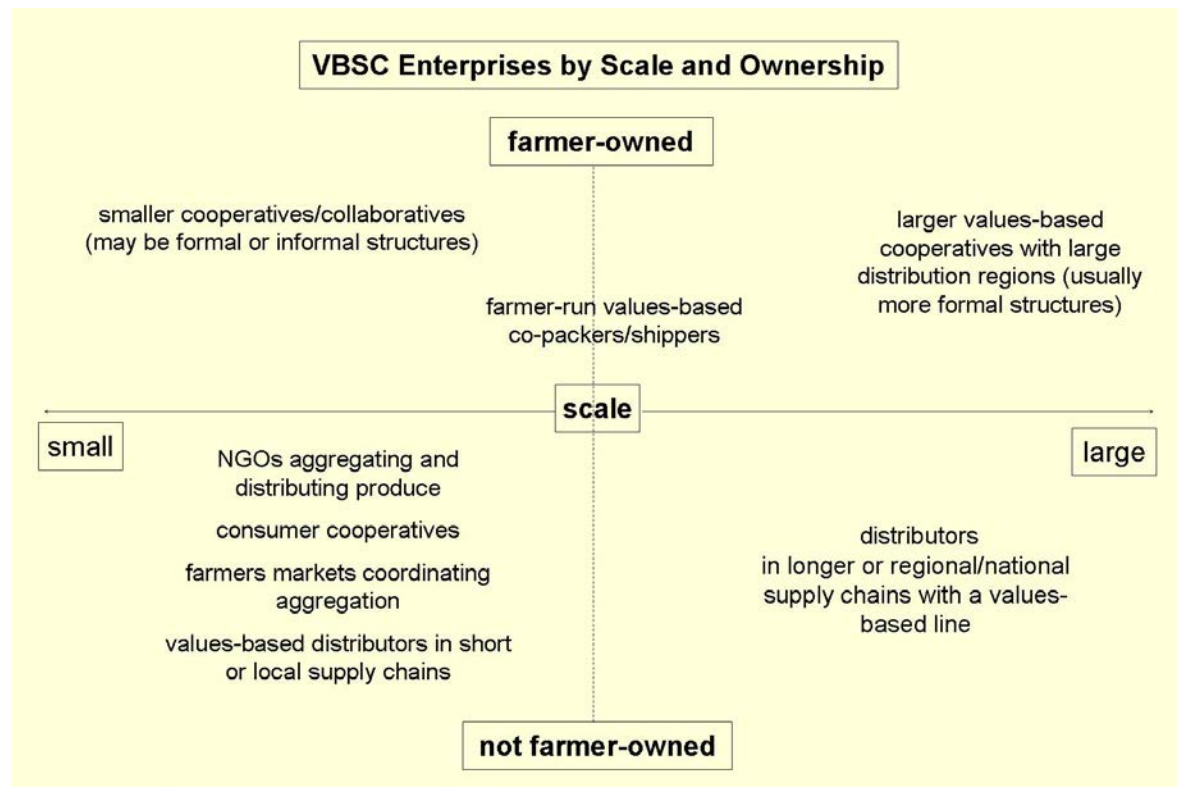 VBSC Enterprises by Scale and Ownership
farmer-owned
smaller cooperatives/collaboratives
(may be formal or informal structures)
larger values-based
cooperatives with large
distribution regions (usually
more formal structures)
farmer-run values-based
co-packers/shippers
scale
small
large
NGOs aggregating and
distributing produce
consumer cooperatives
farmers markets coordinating
aggregation
values-based distributors in short
or local supply chains
distributors
in longer or regional/national
supply chains with a values-
based line
not farmer-owned